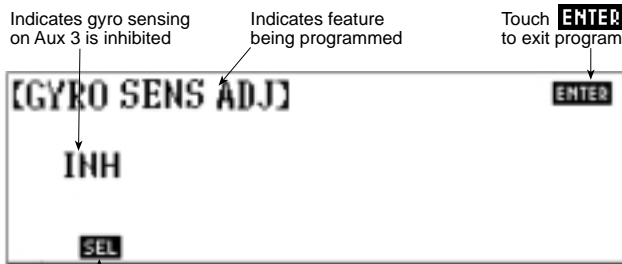 Indicates gyro sensing
on Aux 3 is inhibited
Indicates feature
being programmed
Touch ENTER
to exit program
[GYRO SENS ADJ]
ENTER
INH
SEL